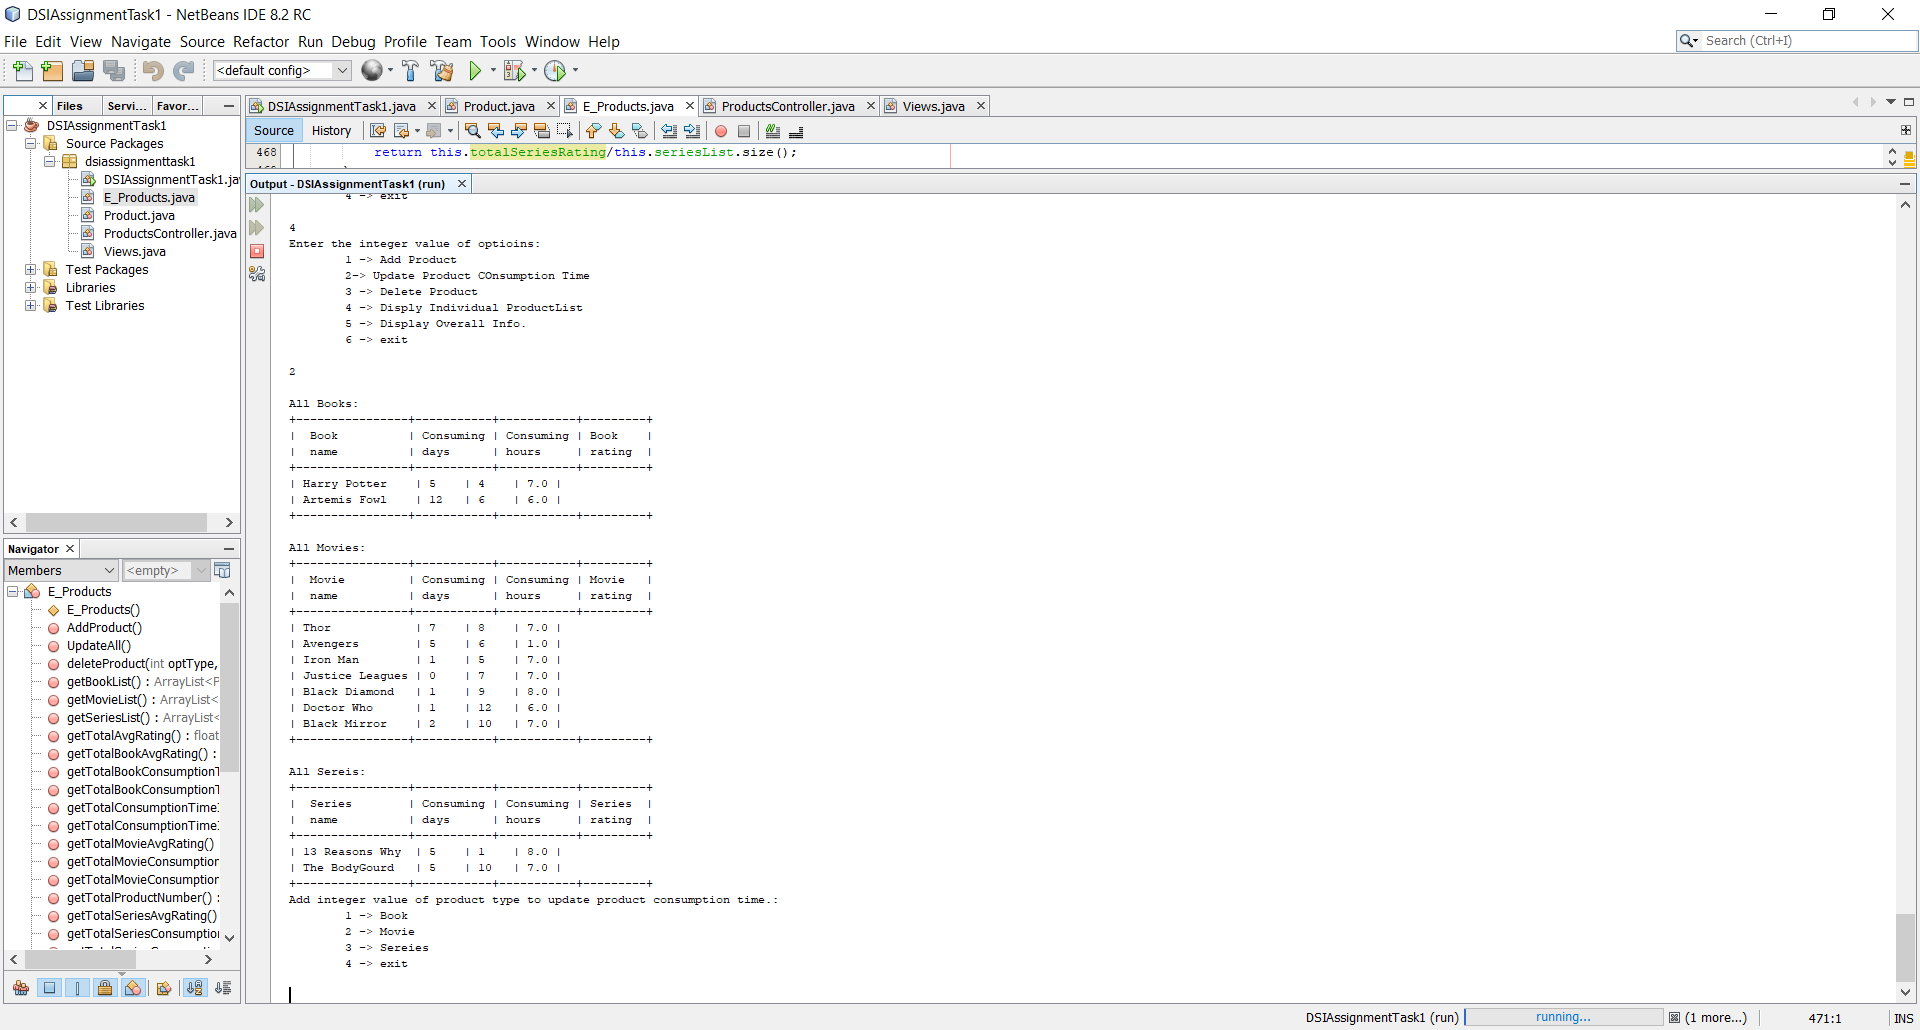 DSIAssignmentTask1 - NetBeans IDE 8.2 RC
File Edit View Navigate Source Refactor Run Debug Profile Team Tools Window Help
Search (Ctrl+I)
<default config>
Files Servi... Favor...
DSIAssignmentTask1
Source Packages
dsiassignmenttask1
DSIAssignmentTask1.ja
E_Products.java
Product.java
ProductsController.java
Views.java
Test Packages
Libraries
Test Libraries
Navigator
Members <empty>
E_Products
E_Products()
AddProduct()
UpdateAll()
deleteProduct(int optType,
getBookList() : ArrayList<P
getMovieList() : ArrayList<
getSeriesList() : ArrayList<
getTotalAvgRating() : float
getTotalBookAvgRating() :
getTotalBookConsumptionT
getTotalBookConsumptionT
getTotalConsumptionTime
getTotalConsumptionTime
getTotalMovieAvgRating()
getTotalMovieConsumption
getTotalMovieConsumption
getTotalProductNumber() :
getTotalSeriesAvgRating()
getTotalSeriesConsumption
DSIAssignmentTask1.java Product.java E_Products.java ProductsController.java Views.java
Source History
468 return this.totalSeriesRating/this.seriesList.size();
Output - DSIAssignmentTask1 (run)
4 -> exit
4
Enter the integer value of optioins:
1 -> Add Product
2-> Update Product COnsumption Time
3 -> Delete Product
4 -> Disply Individual ProductList
5 -> Display Overall Info.
6 -> exit
2
All Books:
+----------------+-----------+-----------+---------+
|  Book          | Consuming | Consuming | Book    |
|  name          | days      | hours     | rating  |
+----------------+-----------+-----------+---------+
| Harry Potter    | 5    | 4    | 7.0 |
| Artemis Fowl    | 12   | 6    | 6.0 |
+----------------+-----------+-----------+---------+
All Movies:
+----------------+-----------+-----------+---------+
|  Movie         | Consuming | Consuming | Movie   |
|  name          | days      | hours     | rating  |
+----------------+-----------+-----------+---------+
| Thor            | 7    | 8    | 7.0 |
| Avengers        | 5    | 6    | 1.0 |
| Iron Man        | 1    | 5    | 7.0 |
| Justice Leagues | 0    | 7    | 7.0 |
| Black Diamond   | 1    | 9    | 8.0 |
| Doctor Who      | 1    | 12   | 6.0 |
| Black Mirror    | 2    | 10   | 7.0 |
+----------------+-----------+-----------+---------+
All Sereis:
+----------------+-----------+-----------+---------+
|  Series        | Consuming | Consuming | Series  |
|  name          | days      | hours     | rating  |
+----------------+-----------+-----------+---------+
| 13 Reasons Why  | 5    | 1    | 8.0 |
| The BodyGourd   | 5    | 10   | 7.0 |
+----------------+-----------+-----------+---------+
Add integer value of product type to update product consumption time.:
1 -> Book
2 -> Movie
3 -> Sereies
4 -> exit
DSIAssignmentTask1 (run) running... (1 more...) 471:1 INS